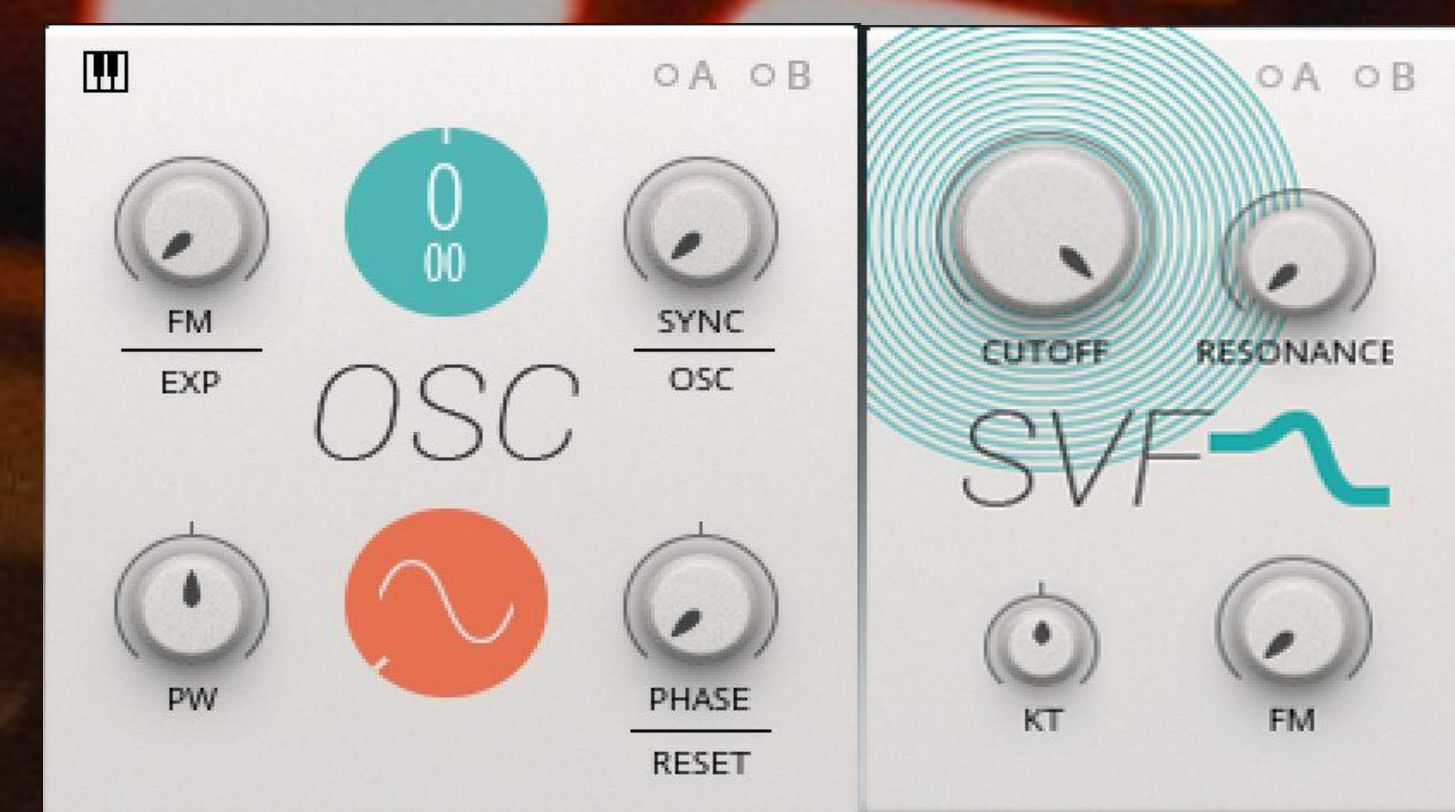 A B
FM
EXP
0
00
SYNC
OSC
OSC
PW
PHASE
RESET
A B
CUTOFF
RESONANCE
SVF
KT
FM